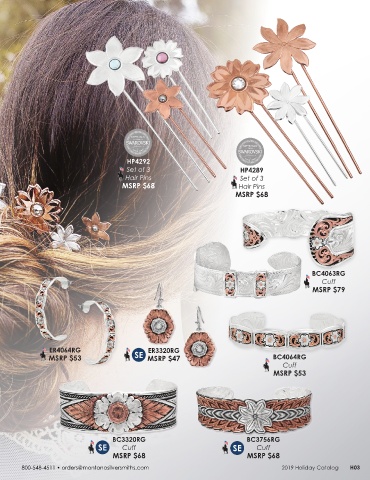 HP4292
Set of 3
Hair Pins
MSRP $68
HP4289
Set of 3
Hair Pins
MSRP $68
BC4063RG
Cuff
MSRP $79
ER4064RG
MSRP $53
SE
ER3320RG
MSRP $47
BC4064RG
Cuff
MSRP $53
BC3320RG
SE
Cuff
MSRP $68
BC3756RG
SE
Cuff
MSRP $68
800-548-4511 • orders@montanasilversmiths.com
2019 Holiday Catalog
H03